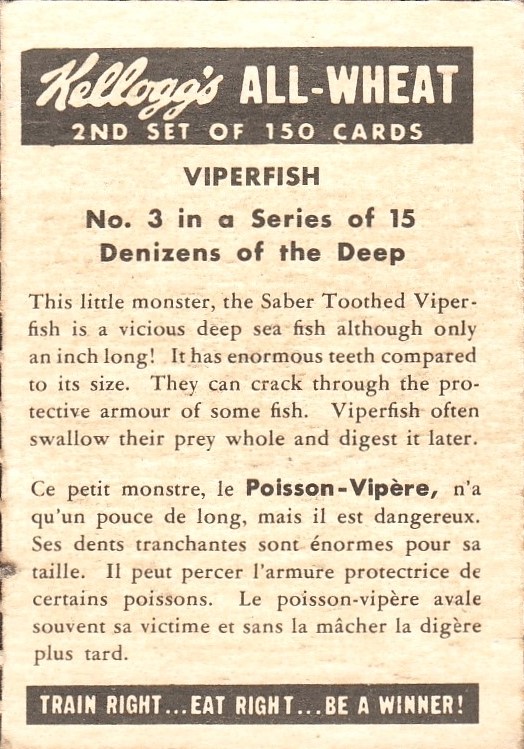 Kellogg's ALL-WHEAT
2ND SET OF 150 CARDS
VIPERFISH
No. 3 in a Series of 15
Denizens of the Deep
This little monster, the Saber Toothed Viper-
fish is a vicious deep sea fish although only
an inch long! It has enormous teeth compared
to its size. They can crack through the pro-
tective armour of some fish. Viperfish often
swallow their prey whole and digest it later.
Ce petit monstre, le Poisson-Vipère, n'a
qu'un pouce de long, mais il est dangereux.
Ses dents tranchantes sont énormes pour sa
taille. Il peut percer l'armure protectrice de
certains poissons. Le poisson-vipère avale
souvent sa victime et sans la mâcher la digère
plus tard.
TRAIN RIGHT...EAT RIGHT...BE A WINNER!